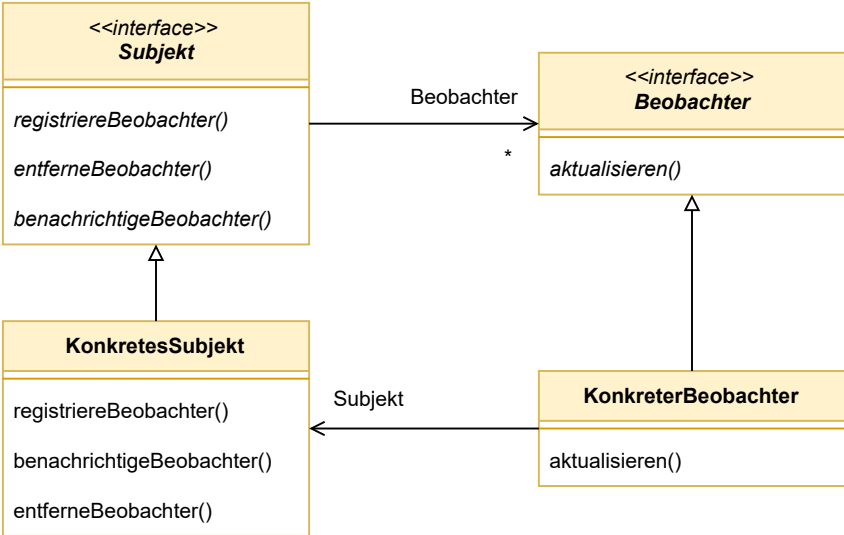 <<interface>>
Subjekt
registriereBeobachter()
entferneBeobachter()
benachrichtigeBeobachter()
Beobachter
*
<<interface>>
Beobachter
aktualisieren()
KonkretesSubjekt
registriereBeobachter()
benachrichtigeBeobachter()
entferneBeobachter()
Subjekt
KonkreterBeobachter
aktualisieren()